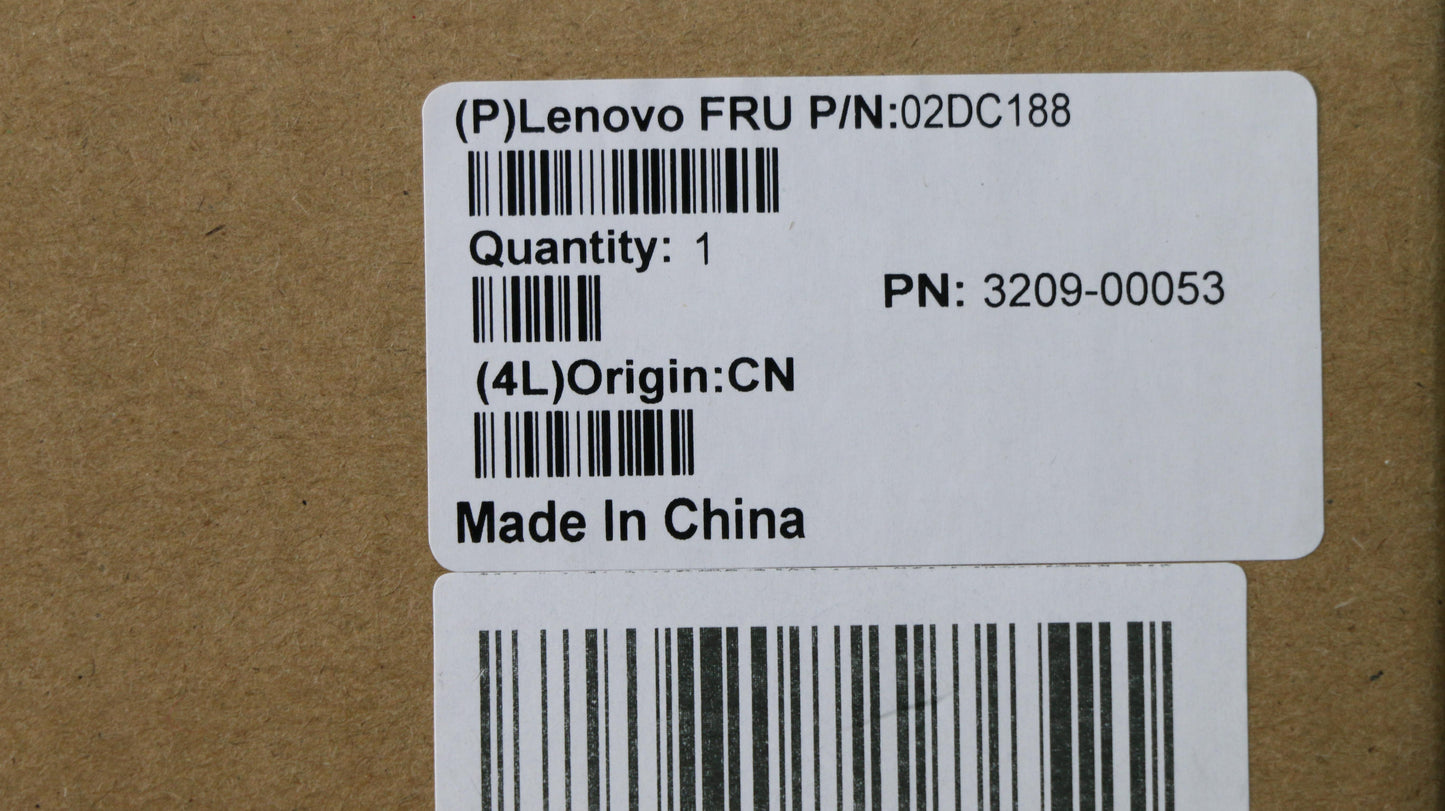 (P)Lenovo FRU P/N:02DC188
Quantity: 1
PN: 3209-00053
(4L)Origin:CN
Made In China